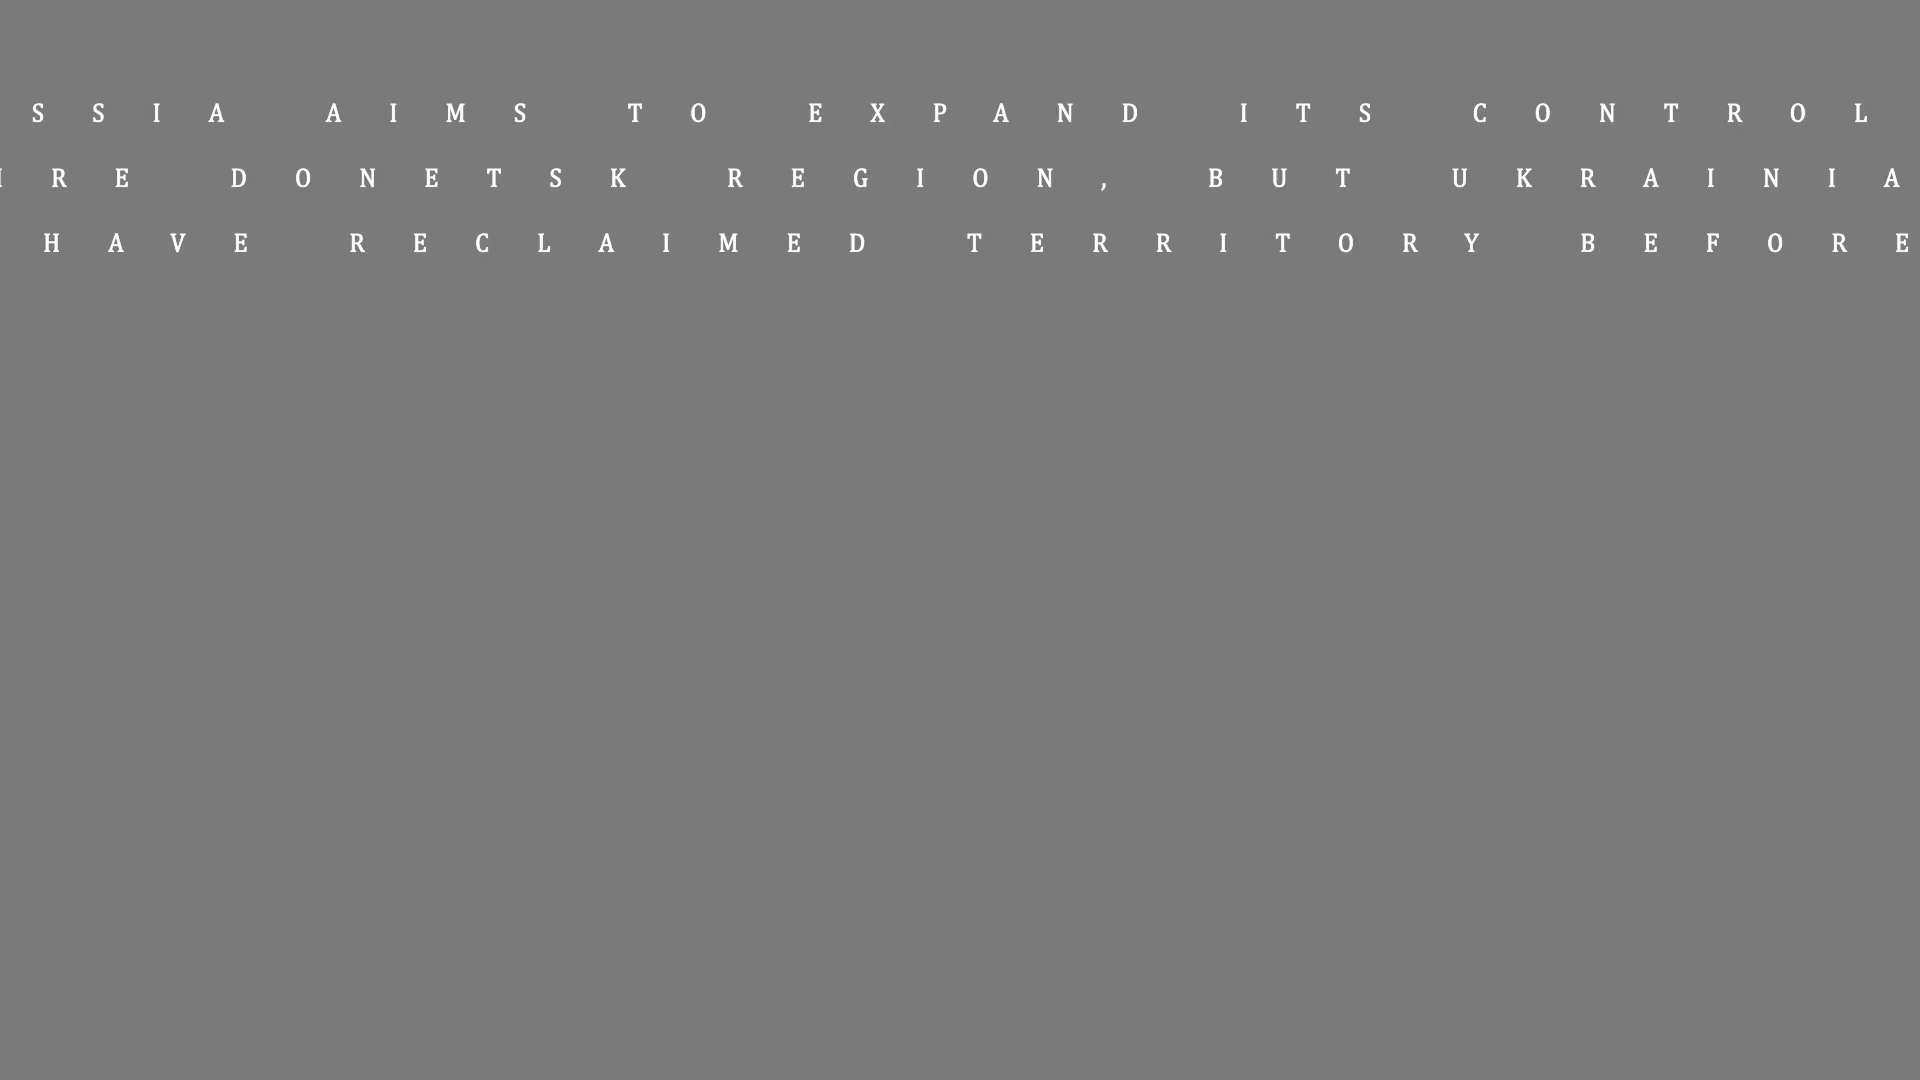 SSIA AIMS TO EXPAND ITS CONTROL
RE DONETSK REGION, BUT UKRAINIA
HAVE RECLAIMED TERRITORY BEFORE